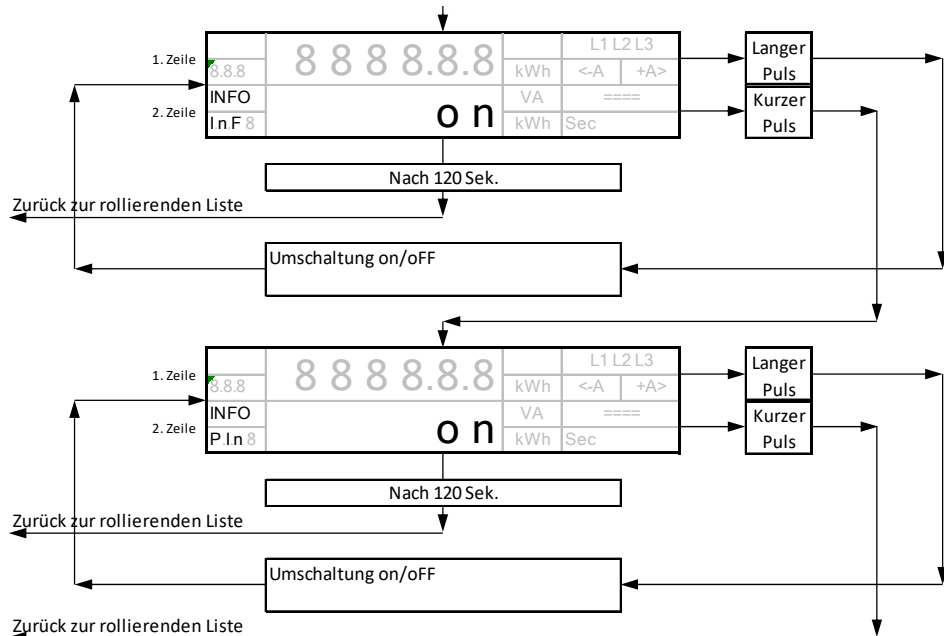 1. Zeile
8.8.8
8 8 8 8.8.8
kWh
L1 L2 L3
<-A
+A>
Langer
Puls
2. Zeile
INFO
I.n.F 8
o n
VA
kWh
====
Sec
Kurzer
Puls
Nach 120 Sek.
Zurück zur rollierenden Liste
Umschaltung on/oFF
1. Zeile
8.8.8
8 8 8 8.8.8
kWh
L1 L2 L3
<-A
+A>
Langer
Puls
2. Zeile
INFO
P.I.n 8
o n
VA
kWh
====
Sec
Kurzer
Puls
Nach 120 Sek.
Zurück zur rollierenden Liste
Umschaltung on/oFF
Zurück zur rollierenden Liste